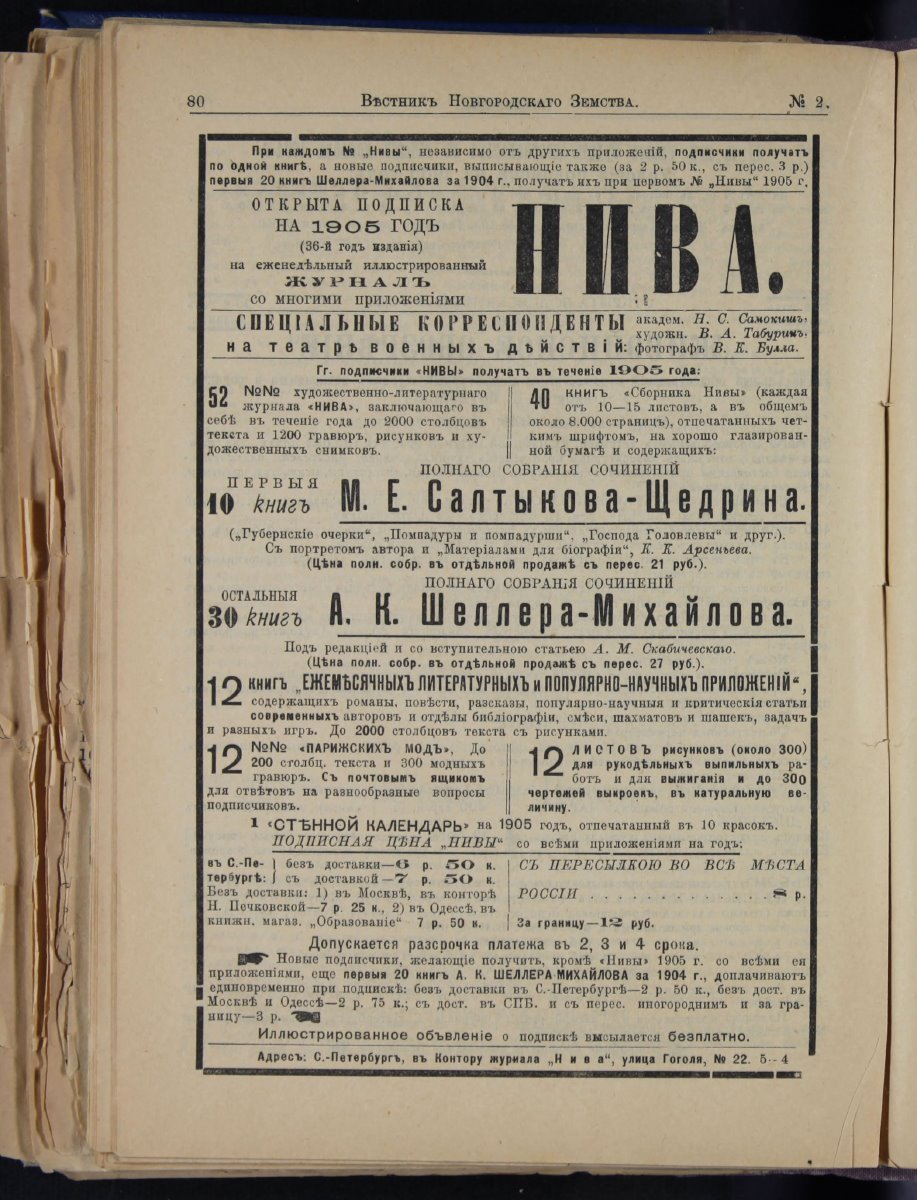 80
Вѣстникъ Новгородскаго Земства.
№ 2.
При каждомъ № „Нивы“, независимо отъ другихъ приложеній, подписчики получатъ
по одной книгѣ, а новые подписчики, выписывающіе также (за 2 р. 50 к., съ перес. 3 р.)
первыя 20 книгъ Шеллера-Михайлова за 1904 г., получатъ ихъ при первомъ № „Нивы“ 1905 г.
ОТКРЫТА ПОДПИСКА
НА 1905 ГОДЪ
(36-й годъ изданія)
на еженедѣльный иллюстрированный
ЖУРНАЛЪ
со многими приложеніями
НИВА.
СПЕЦІАЛЬНЫЕ КОРРЕСПОНДЕНТЫ
на театрѣ военныхъ дѣйствій:
академ. Н. С. Самокишъ,
художн. В. А. Табуринъ,
фотографъ В. К. Булла.
Гг. подписчики «НИВЫ» получатъ въ теченіе 1905 года:
52 №№ художественно-литературнаго
журнала «НИВА», заключающаго въ
себѣ въ теченіе года до 2000 столбцовъ
текста и 1200 гравюръ, рисунковъ и ху-
дожественныхъ снимковъ.
40 книгъ «Сборника Нивы» (каждая
отъ 10—15 листовъ, а въ общемъ
около 8.000 страницъ), отпечатанныхъ чет-
кимъ шрифтомъ, на хорошо глазирован-
ной бумагѣ и содержащихъ:
ПОЛНАГО СОБРАНІЯ СОЧИНЕНІЙ
ПЕРВЫЯ
10 книгъ
М. Е. Салтыкова-Щедрина.
(„Губернскіе очерки“, „Помпадуры и помпадурши“, „Господа Головлевы“ и друг.).
Съ портретомъ автора и „Матеріалами для біографіи“, К. К. Арсеньева.
(Цѣна полн. собр. въ отдѣльной продажѣ съ перес. 21 руб.).
ПОЛНАГО СОБРАНІЯ СОЧИНЕНІЙ
ОСТАЛЬНЫЯ
30 книгъ
А. К. Шеллера-Михайлова.
Подъ редакціей и со вступительною статьею А. М. Скабичевскаго.
(Цѣна полн. собр. въ отдѣльной продажѣ съ перес. 27 руб.).
12 книгъ „ЕЖЕМѢСЯЧНЫХЪ ЛИТЕРАТУРНЫХЪ и ПОПУЛЯРНО-НАУЧНЫХЪ ПРИЛОЖЕНІЙ“,
содержащихъ романы, повѣсти, разсказы, популярно-научныя и критическія статьи
современныхъ авторовъ и отдѣлы библіографіи, смѣси, шахматовъ и шашекъ, задачъ
и разныхъ игръ. До 2000 столбцовъ текста съ рисунками.
12 №№ «ПАРИЖСКИХЪ МОДЪ», До
200 столбц. текста и 300 модныхъ
гравюръ. Съ почтовымъ ящикомъ
для отвѣтовъ на разнообразные вопросы
подписчиковъ.
12 ЛИСТОВЪ рисунковъ (около 300)
для рукодѣльныхъ выпильныхъ ра-
ботъ и для выжиганія и до 300
чертежей выкроекъ, въ натуральную ве-
личину.
1 «СТѢННОЙ КАЛЕНДАРЬ» на 1905 годъ, отпечатанный въ 10 красокъ.
ПОДПИСНАЯ ЦѢНА „НИВЫ“ со всѣми приложеніями на годъ:
въ С.-Пе-
тербургѣ:
безъ доставки—6 р. 50 к.
съ доставкой—7 р. 50 к.
Безъ доставки: 1) въ Москвѣ, въ конторѣ
Н. Печковской—7 р. 25 к., 2) въ Одессѣ, въ
книжн. магаз. „Образованіе“ 7 р. 50 к.
СЪ ПЕРЕСЫЛКОЮ ВО ВСѢ МѢСТА
РОССІИ . . . . . . . . . . . . . . 8 р.
За границу—12 руб.
Допускается разсрочка платежа въ 2, 3 и 4 срока.
Новые подписчики, желающіе получить, кромѣ «Нивы» 1905 г. со всѣми ея
приложеніями, еще первыя 20 книгъ А. К. ШЕЛЛЕРА-МИХАЙЛОВА за 1904 г., доплачиваютъ
единовременно при подпискѣ: безъ доставки въ С.-Петербургѣ—2 р. 50 к., безъ дост. въ
Москвѣ и Одессѣ—2 р. 75 к.; съ дост. въ СПБ. и съ перес. иногороднимъ и за гра-
ницу—3 р.
Иллюстрированное объвленіе о подпискѣ высылается безплатно.
Адресъ: С.-Петербургъ, въ Контору журнала „Нива“, улица Гоголя, № 22. 5—4